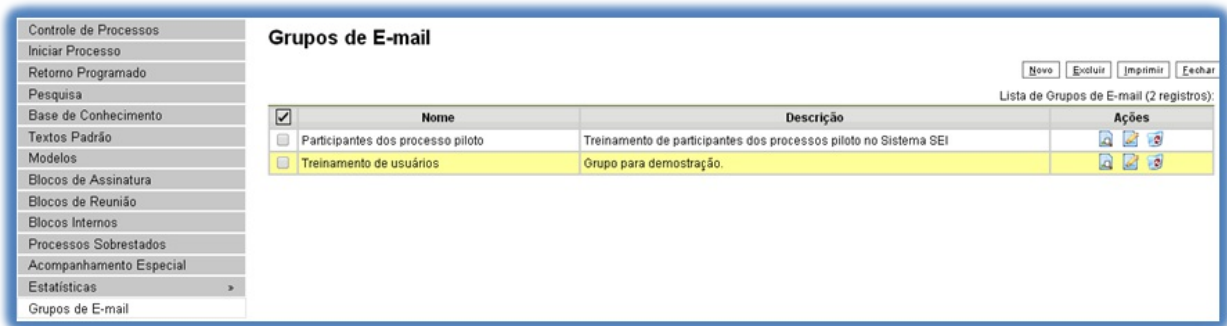 Controle de Processos
Iniciar Processo
Retorno Programado
Pesquisa
Base de Conhecimento
Textos Padrão
Modelos
Blocos de Assinatura
Blocos de Reunião
Blocos Internos
Processos Sobrestados
Acompanhamento Especial
Estatísticas »
Grupos de E-mail
Grupos de E-mail
Novo Excluir Imprimir Fechar
Lista de Grupos de E-mail (2 registros):
Nome Descrição Ações
Participantes dos processo piloto Treinamento de participantes dos processos piloto no Sistema SEI
Treinamento de usuários Grupo para demostração.